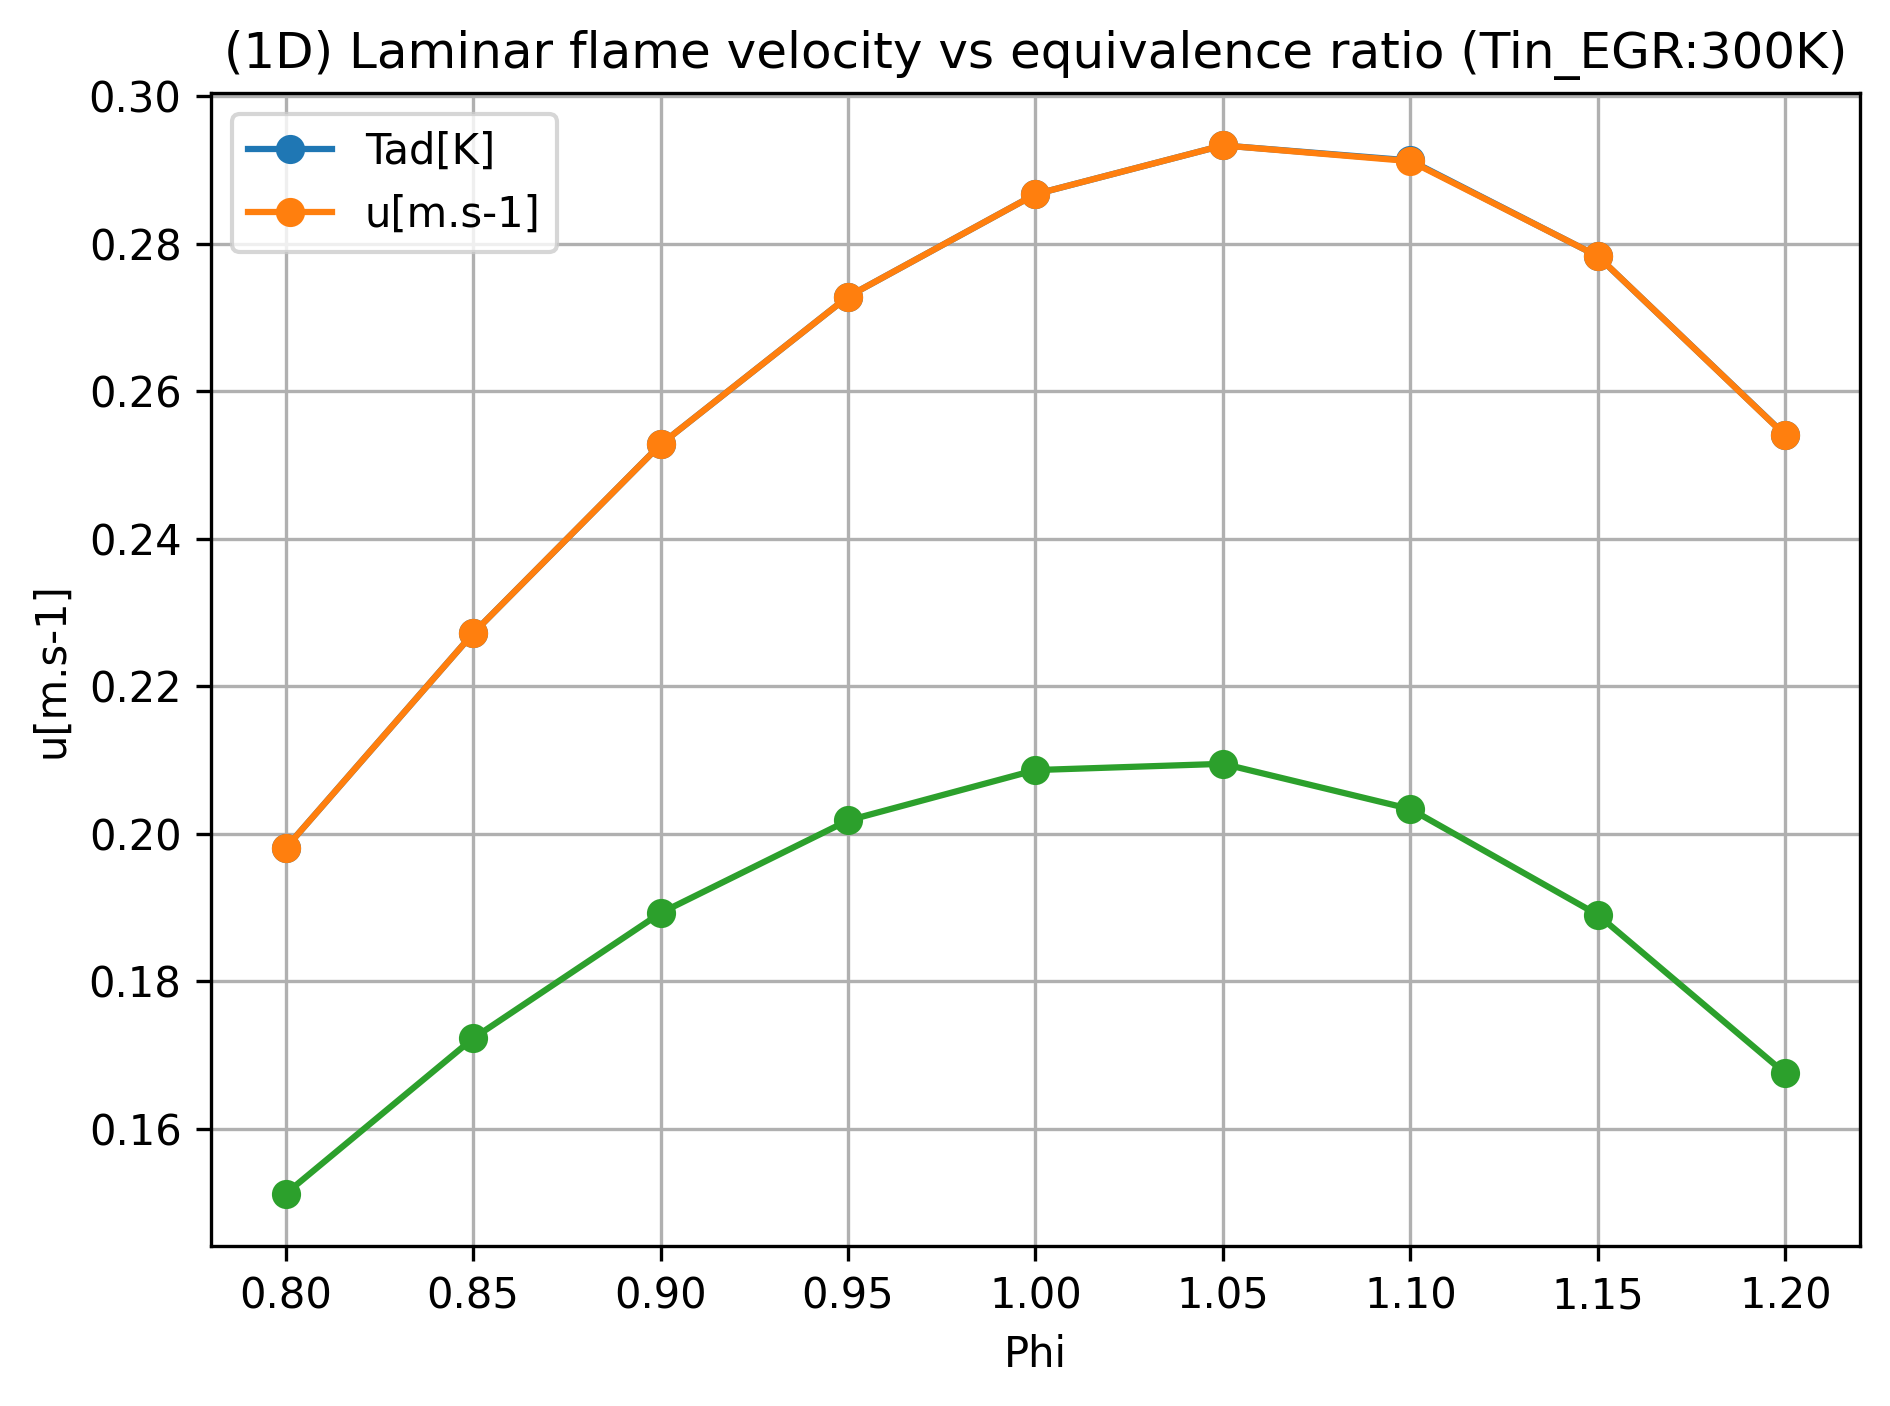 (1D) Laminar flame velocity vs equivalence ratio (Tin_EGR:300K)
Tad[K]
u[m.s-1]
0.30
0.28
0.26
0.24
0.22
0.20
0.18
0.16
u[m.s-1]
0.80 0.85 0.90 0.95 1.00 1.05 1.10 1.15 1.20
Phi